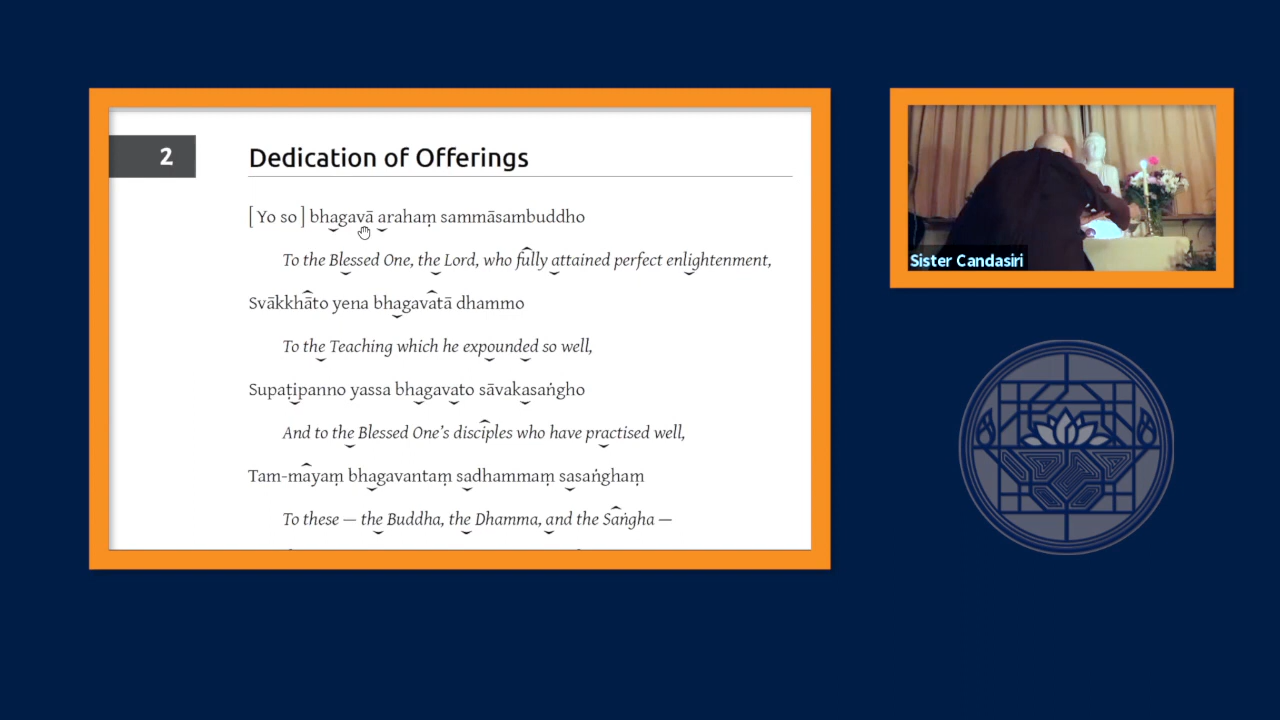 2
Dedication of Offerings
[ Yo so ] bhagavā arahaṃ sammāsambuddho
To the Blessed One, the Lord, who fully attained perfect enlightenment,
Svākkhāto yena bhagavatā dhammo
To the Teaching which he expounded so well,
Supaṭipanno yassa bhagavato sāvakasaṅgho
And to the Blessed One’s disciples who have practised well,
Tam-mayaṃ bhagavantaṃ sadhammaṃ sasaṅghaṃ
To these — the Buddha, the Dhamma, and the Saṅgha —
Sister Candasiri